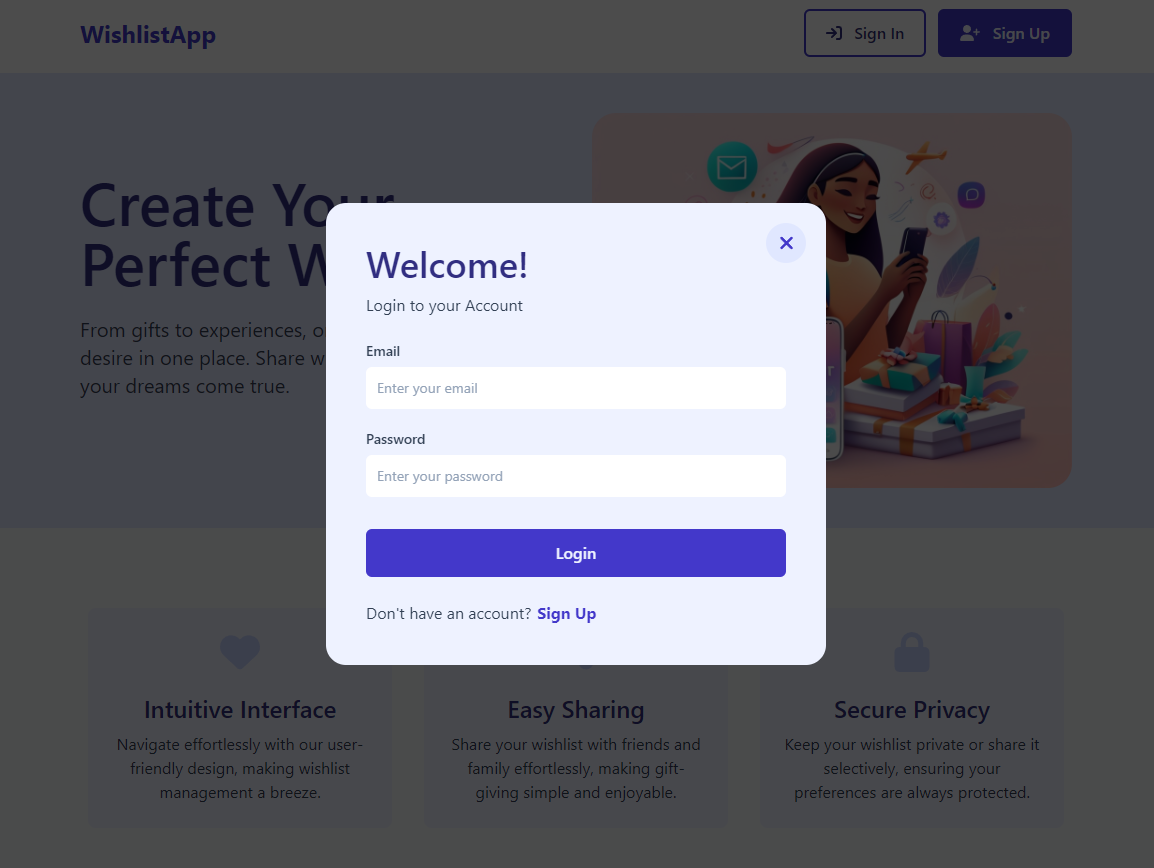 WishlistApp
Sign In
Sign Up
Create Your
Perfect
From gifts to experiences,
desire in one place. Share
your dreams come true.
Welcome!
Login to your Account
Email
Enter your email
Password
Enter your password
Login
Don't have an account? Sign Up
Intuitive Interface
Navigate effortlessly with our user-
friendly design, making wishlist
management a breeze.
Easy Sharing
Share your wishlist with friends and
family effortlessly, making gift-
giving simple and enjoyable.
Secure Privacy
Keep your wishlist private or share it
selectively, ensuring your
preferences are always protected.